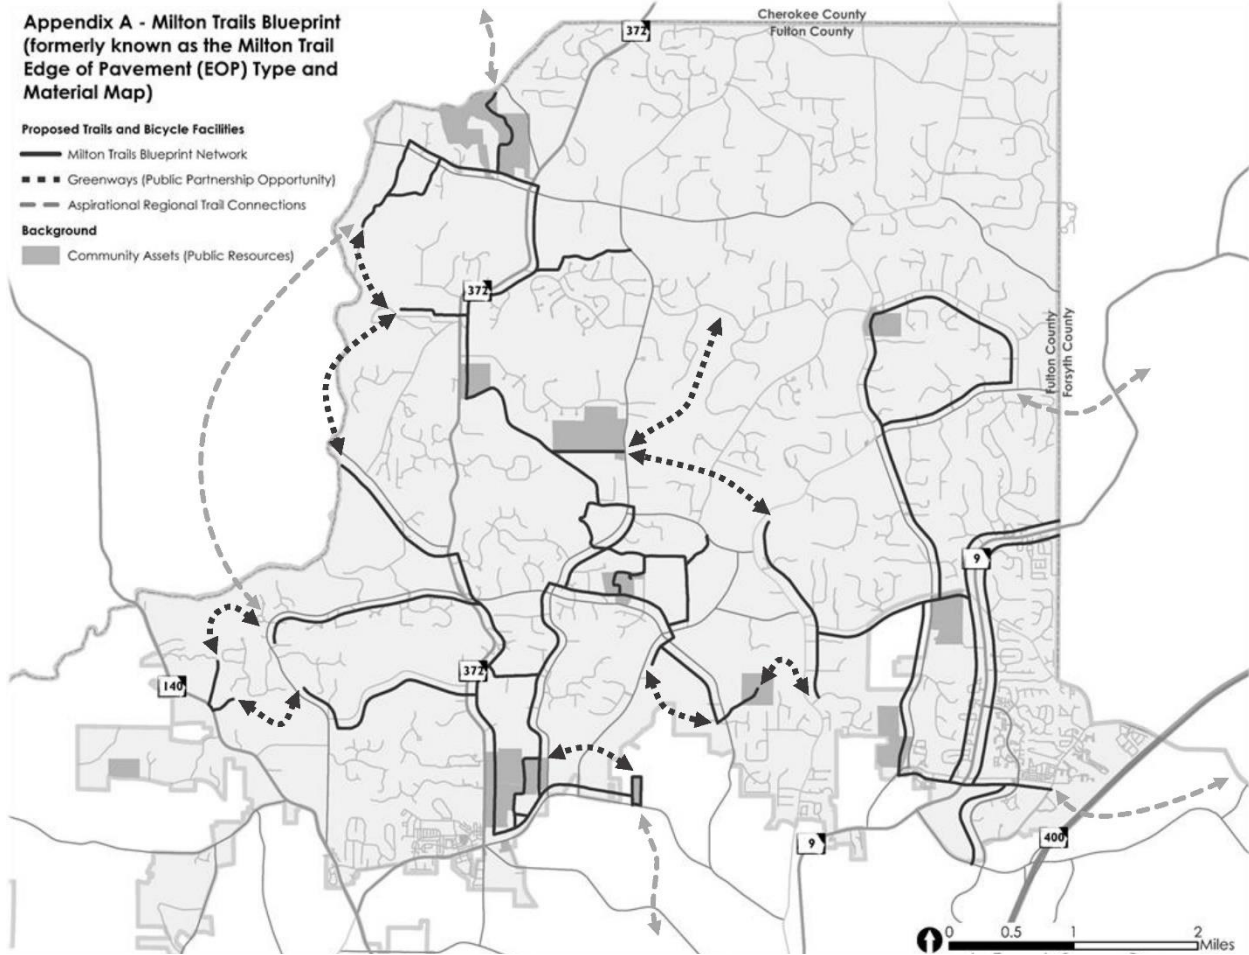 Appendix A - Milton Trails Blueprint
(formerly known as the Milton Trail
Edge of Pavement (EOP) Type and
Material Map)
Proposed Trails and Bicycle Facilities
Milton Trails Blueprint Network
Greenways (Public Partnership Opportunity)
Aspirational Regional Trail Connections
Background
Community Assets (Public Resources)
Cherokee County
Fulton County
372
372
Fulton County
Forsyth County
9
372
140
9
400
0 0.5 1 2
Miles